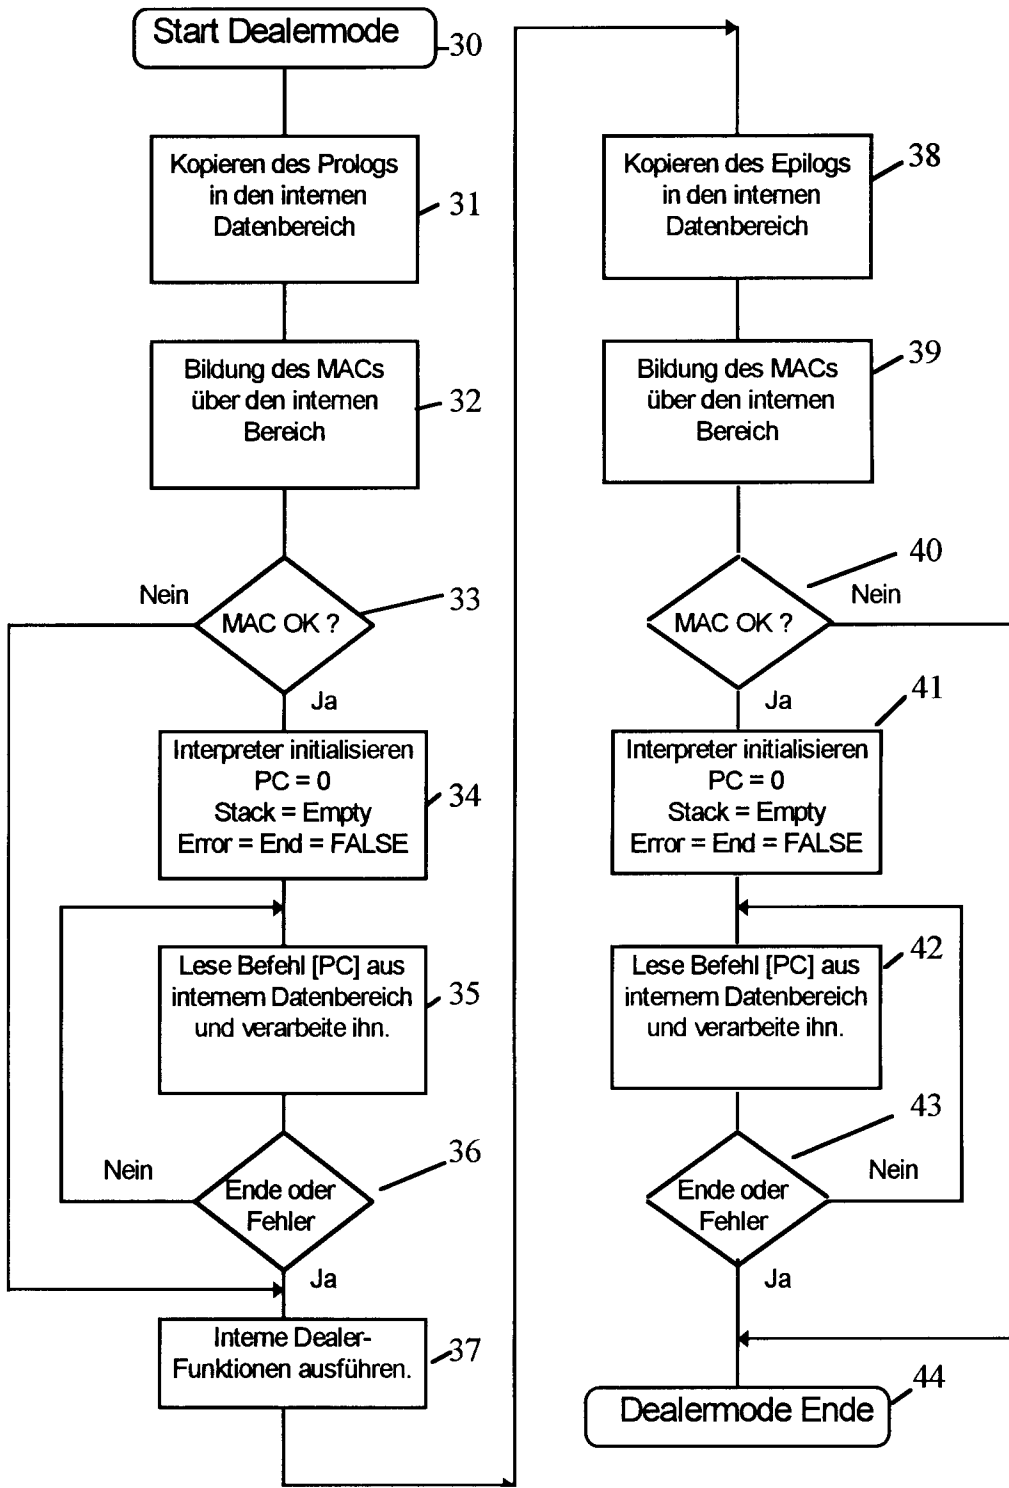 Start Dealermode
30
Kopieren des Prologs
in den internen
Datenbereich
31
Bildung des MACs
über den internen
Bereich
32
Nein
MAC OK ?
33
Ja
Interpreter initialisieren
PC = 0
Stack = Empty
Error = End = FALSE
34
Lese Befehl [PC] aus
internem Datenbereich
und verarbeite ihn.
35
Nein
Ende oder
Fehler
36
Ja
Interne Dealer-
Funktionen ausführen.
37
Kopieren des Epilogs
in den internen
Datenbereich
38
Bildung des MACs
über den internen
Bereich
39
MAC OK ?
40
Nein
Ja
41
Interpreter initialisieren
PC = 0
Stack = Empty
Error = End = FALSE
Lese Befehl [PC] aus
internem Datenbereich
und verarbeite ihn.
42
Ende oder
Fehler
43
Nein
Ja
Dealermode Ende
44